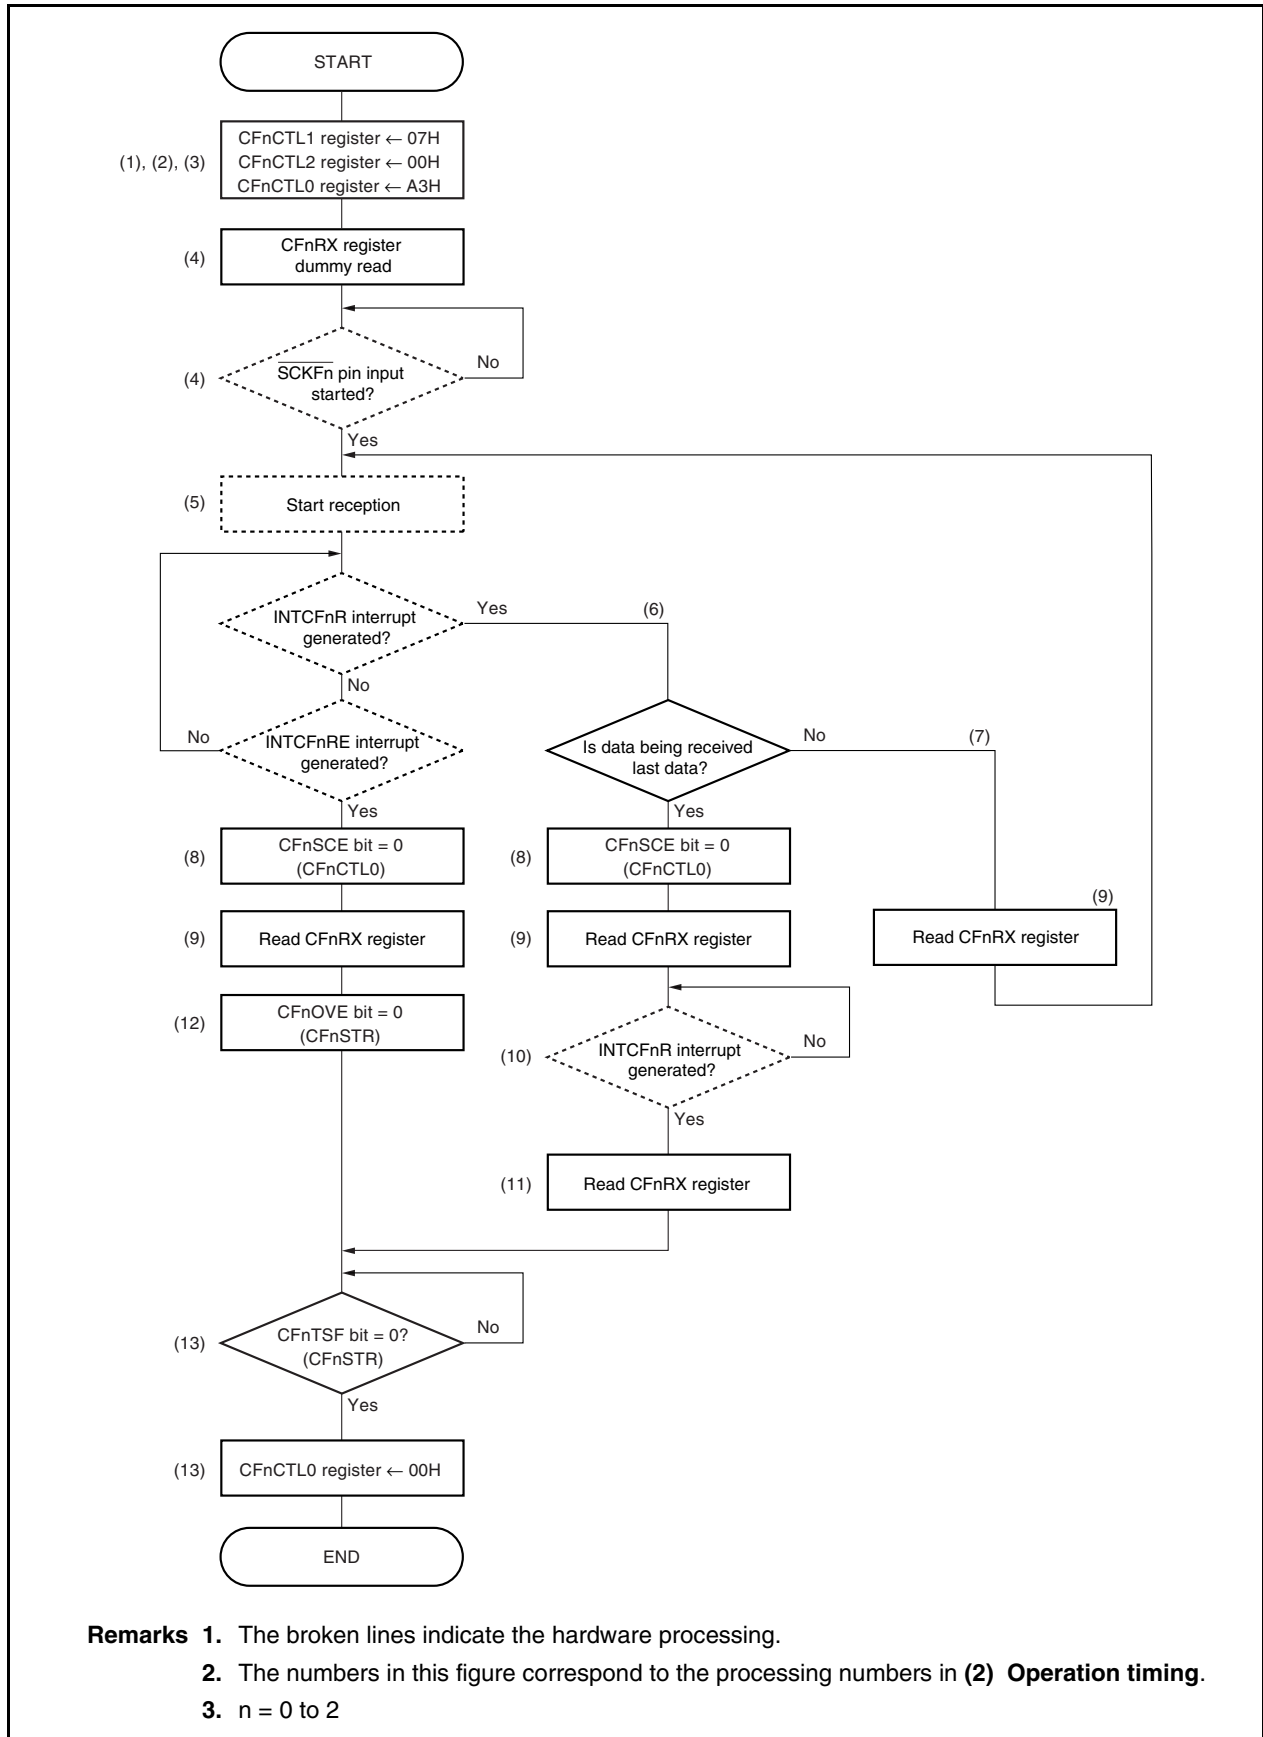 START
(1), (2), (3)
CFnCTL1 register ← 07H
CFnCTL2 register ← 00H
CFnCTL0 register ← A3H
(4)
CFnRX register
dummy read
(4)
SCKFn pin input
started?
No
Yes
(5)
Start reception
INTCFnR interrupt
generated?
Yes
(6)
No
INTCFnRE interrupt
generated?
No
Yes
Is data being received
last data?
No
(7)
Yes
(8)
CFnSCE bit = 0
(CFnCTL0)
(8)
CFnSCE bit = 0
(CFnCTL0)
(9)
Read CFnRX register
(9)
Read CFnRX register
(9)
Read CFnRX register
(12)
CFnOVE bit = 0
(CFnSTR)
(10)
INTCFnR interrupt
generated?
No
Yes
(11)
Read CFnRX register
(13)
CFnTSF bit = 0?
(CFnSTR)
No
Yes
(13)
CFnCTL0 register ← 00H
END
Remarks 1. The broken lines indicate the hardware processing.
2. The numbers in this figure correspond to the processing numbers in (2) Operation timing.
3. n = 0 to 2